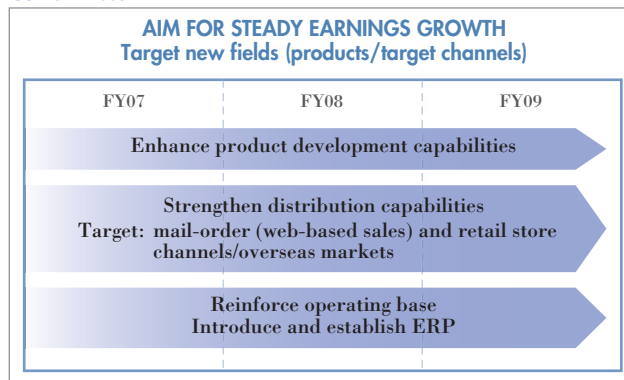 AIM FOR STEADY EARNINGS GROWTH
Target new fields (products/target channels)
FY07 FY08 FY09
Enhance product development capabilities
Strengthen distribution capabilities
Target: mail-order (web-based sales) and retail store
channels/overseas markets
Reinforce operating base
Introduce and establish ERP